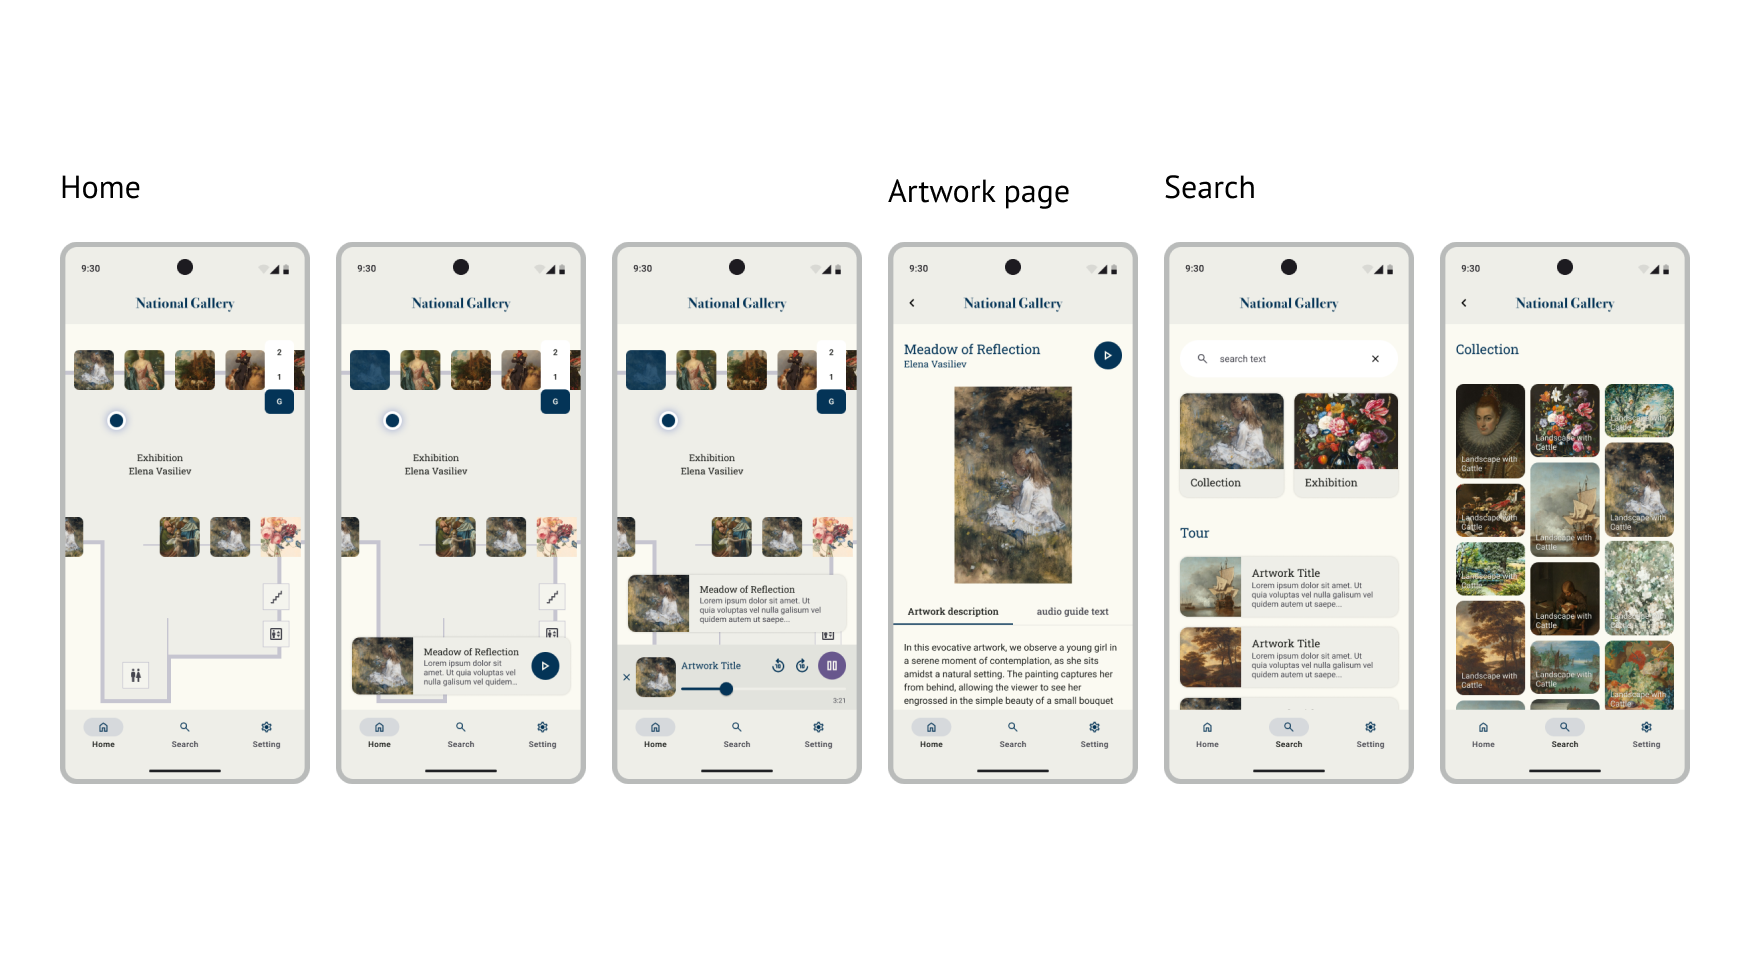 Home
Artwork page
Search
9:30
National Gallery
2
1
G
Exhibition
Elena Vasiliev
Home
Search
Setting
9:30
National Gallery
2
1
G
Exhibition
Elena Vasiliev
Meadow of Reflection
Lorem ipsum dolor sit
amet. Ut quia voluptas vel
nulla galisum vel quidem...
Home
Search
Setting
9:30
National Gallery
2
1
G
Exhibition
Elena Vasiliev
Meadow of Reflection
Lorem ipsum dolor sit amet. Ut
quia voluptas vel nulla galisum vel
quidem autem ut saepe...
Artwork Title
3:21
Home
Search
Setting
9:30
National Gallery
Meadow of Reflection
Elena Vasiliev
Artwork description
audio guide text
In this evocative artwork, we observe a young girl in
a serene moment of contemplation, as she sits
amidst a natural setting. The painting captures her
from behind, allowing the viewer to see her
engrossed in the simple beauty of a small bouquet
Home
Search
Setting
9:30
National Gallery
search text
Collection
Exhibition
Tour
Artwork Title
Lorem ipsum dolor sit amet. Ut
quia voluptas vel nulla galisum vel
quidem autem ut saepe...
Artwork Title
Lorem ipsum dolor sit amet. Ut
quia voluptas vel nulla galisum vel
quidem autem ut saepe...
Home
Search
Setting
9:30
National Gallery
Collection
Landscape with
Cattle
Landscape with
Cattle
Landscape with
Cattle
Landscape with
Cattle
Landscape with
Cattle
Landscape with
Cattle
Landscape with
Cattle
Landscape with
Cattle
Landscape with
Cattle
Landscape with
Cattle
Landscape with
Cattle
Landscape with
Cattle
Home
Search
Setting